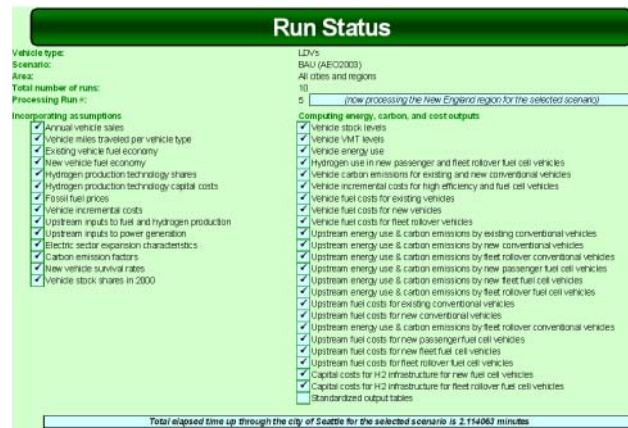 Run Status
Vehicle type: LDVs
Scenario: BAU (AEO2003)
Area: All cities and regions
Total number of runs: 10
Processing Run #: 5 (now processing the New England region for the selected scenario)
Incorporating assumptions
Annual vehicle sales
Vehicle miles traveled per vehicle type
Existing vehicle fuel economy
New vehicle fuel economy
Hydrogen production technology shares
Hydrogen production technology capital costs
Fossil fuel prices
Vehicle incremental costs
Upstream inputs to fuel and hydrogen production
Upstream inputs to power generation
Electric sector expansion characteristics
Carbon emission factors
New vehicle survival rates
Vehicle stock shares in 2000
Computing energy, carbon, and cost outputs
Vehicle stock levels
Vehicle VMT levels
Vehicle energy use
Hydrogen use in new passenger and fleet rollover fuel cell vehicles
Vehicle carbon emissions for existing and new conventional vehicles
Vehicle incremental costs for high efficiency and fuel cell vehicles
Vehicle fuel costs for existing vehicles
Vehicle fuel costs for new vehicles
Vehicle fuel costs for fleet rollover vehicles
Upstream energy use & carbon emissions by existing conventional vehicles
Upstream energy use & carbon emissions by new conventional vehicles
Upstream energy use & carbon emissions by fleet rollover conventional vehicles
Upstream energy use & carbon emissions by new passenger fuel cell vehicles
Upstream energy use & carbon emissions by new fleet fuel cell vehicles
Upstream energy use & carbon emissions by fleet rollover fuel cell vehicles
Upstream fuel costs for existing conventional vehicles
Upstream fuel costs for new conventional vehicles
Upstream energy use & carbon emissions by fleet rollover conventional vehicles
Upstream fuel costs for new passenger fuel cell vehicles
Upstream fuel costs for new fleet fuel cell vehicles
Upstream fuel costs for fleet rollover fuel cell vehicles
Capital costs for H2 infrastructure for new fuel cell vehicles
Capital costs for H2 infrastructure for fleet rollover fuel cell vehicles
Standardized output tables
Total elapsed time up through the city of Seattle for the selected scenario is 2.114063 minutes